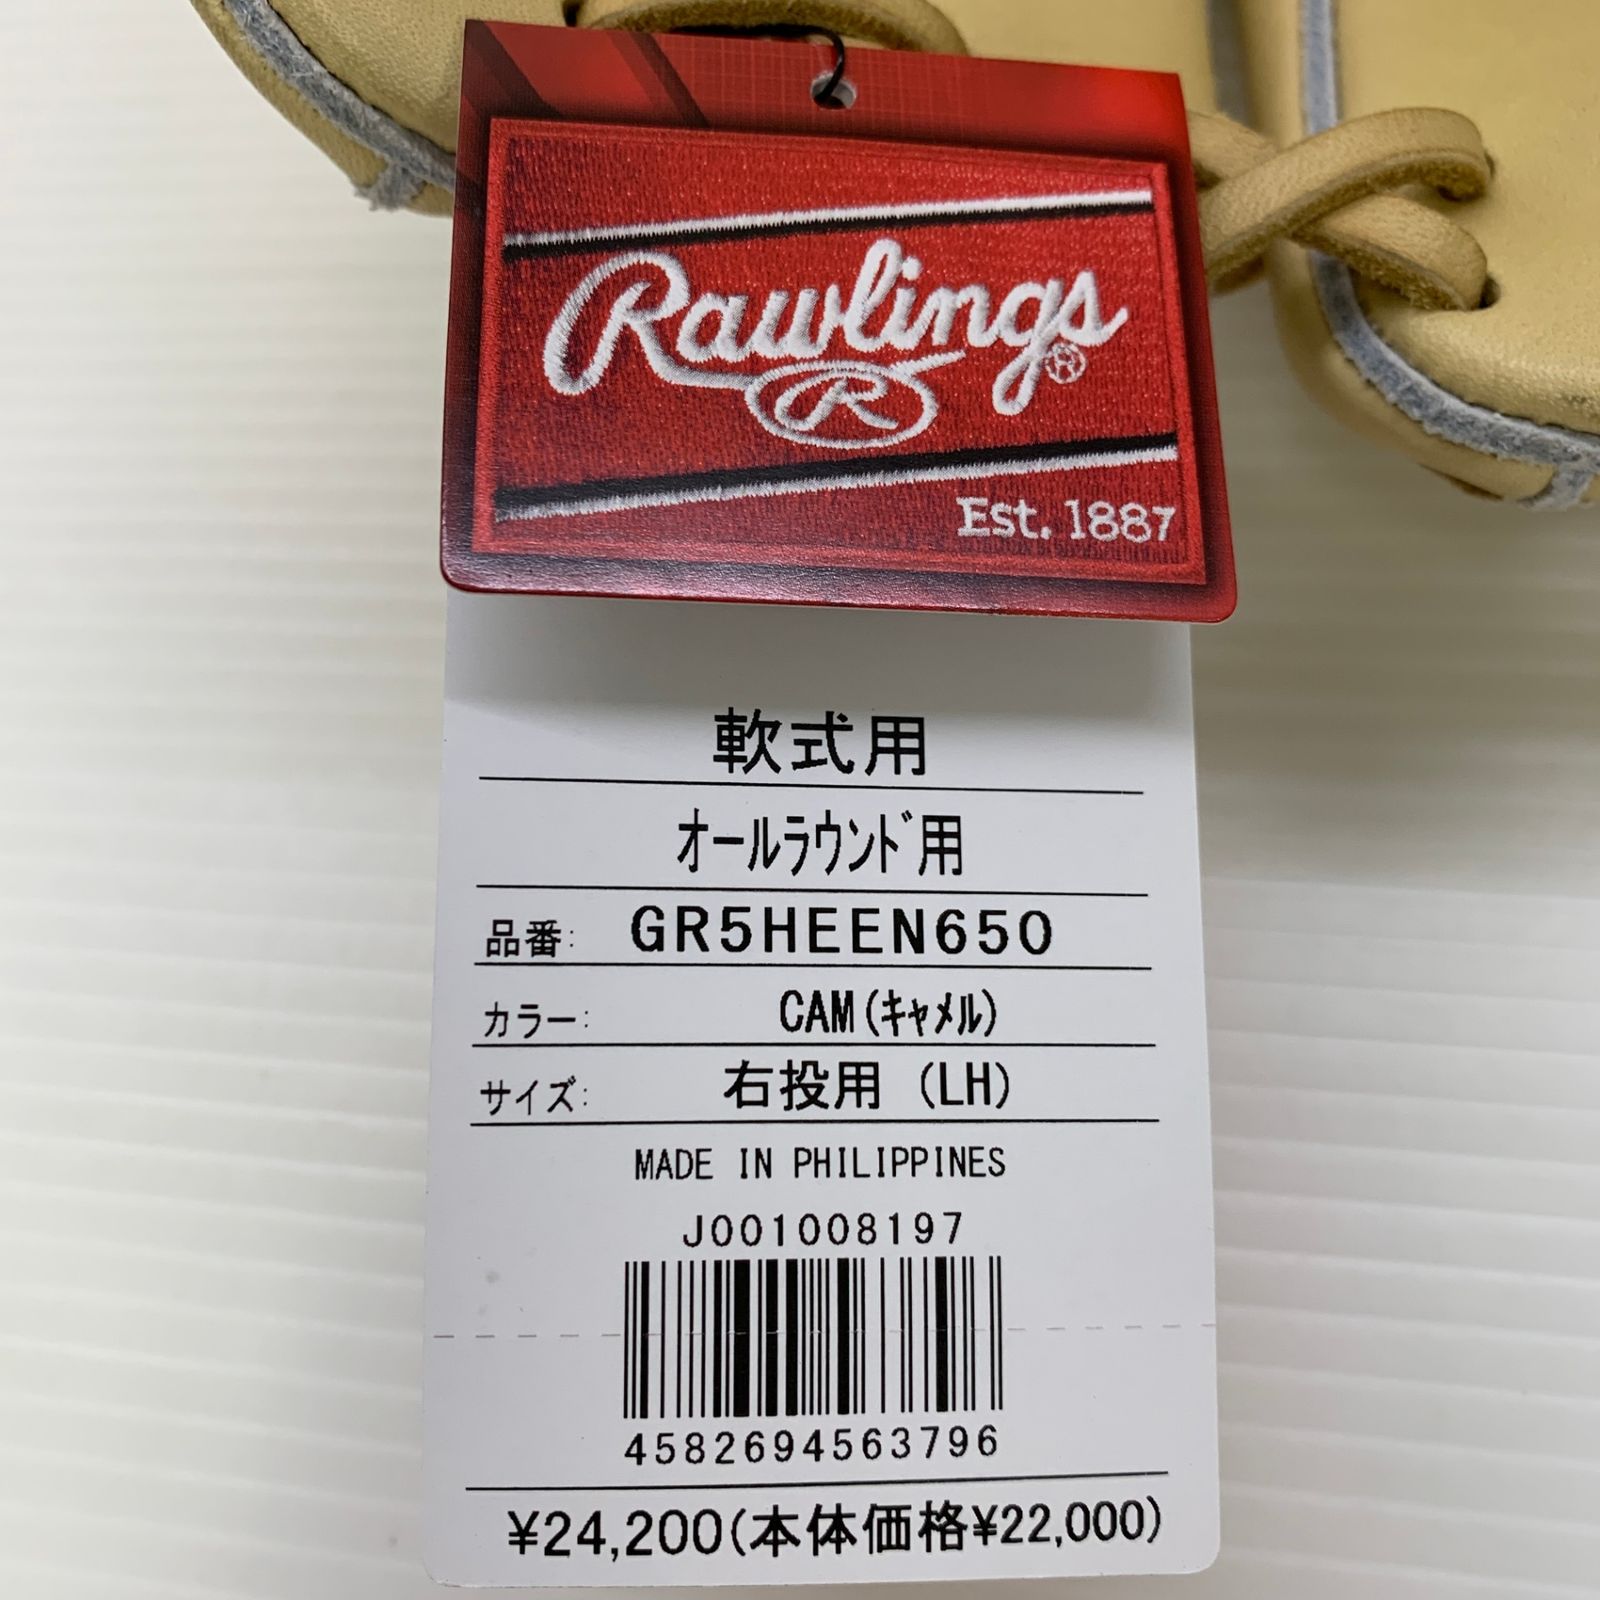 Rawlings®
R
Est. 1887
軟式用
ｵｰﾙﾗｳﾝﾄﾞ用
品番: GR5HEEN650
カラー: CAM(ｷｬﾒﾙ)
サイズ: 右投用 (LH)
MADE IN PHILIPPINES
J001008197
4582694563796
¥24,200(本体価格¥22,000)